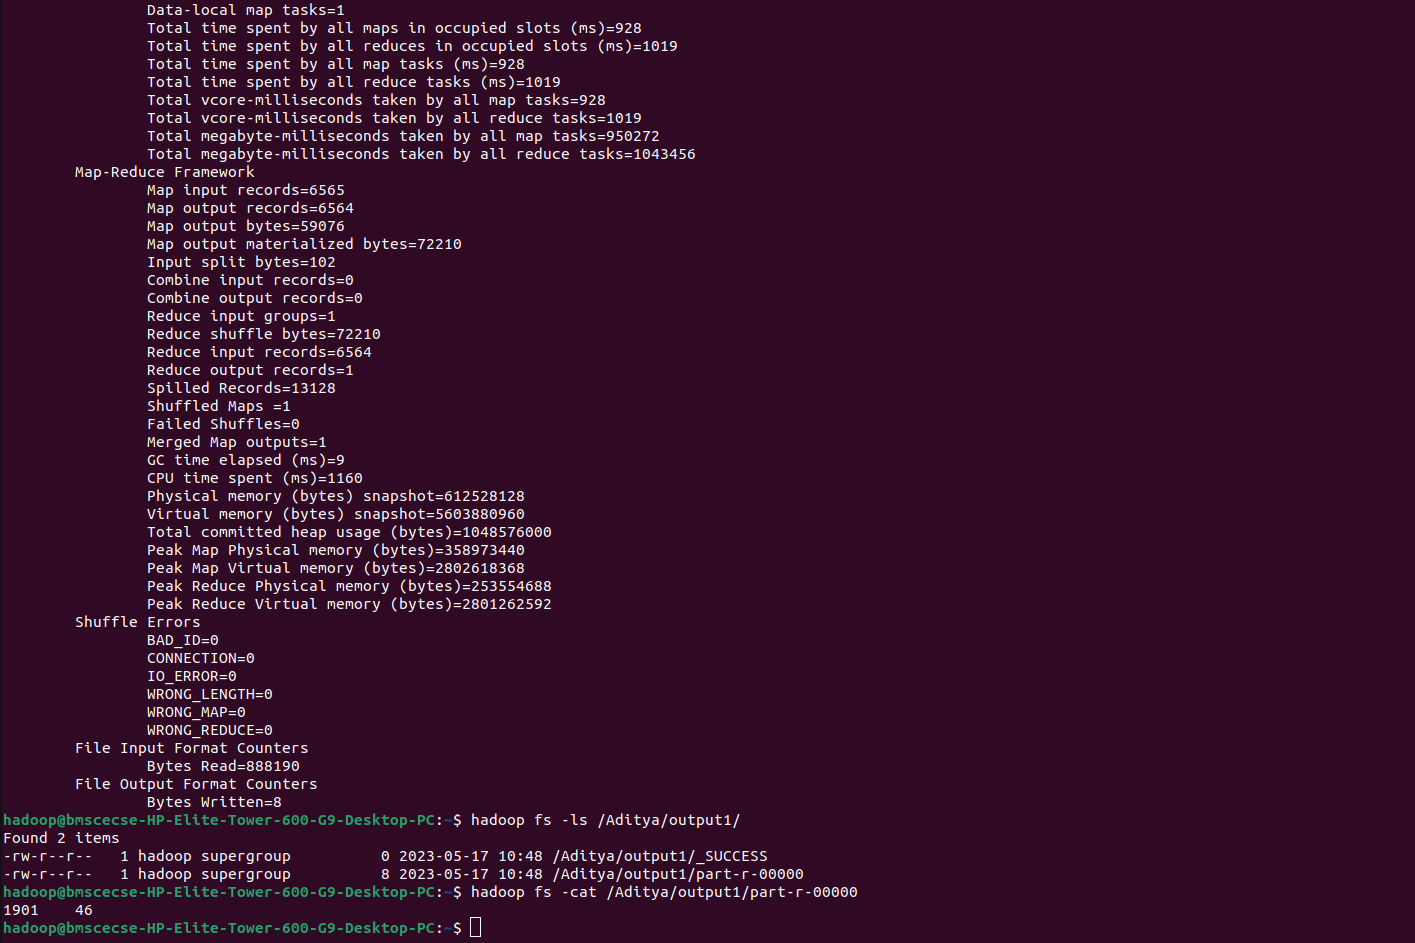 Data-local map tasks=1
Total time spent by all maps in occupied slots (ms)=928
Total time spent by all reduces in occupied slots (ms)=1019
Total time spent by all map tasks (ms)=928
Total time spent by all reduce tasks (ms)=1019
Total vcore-milliseconds taken by all map tasks=928
Total vcore-milliseconds taken by all reduce tasks=1019
Total megabyte-milliseconds taken by all map tasks=950272
Total megabyte-milliseconds taken by all reduce tasks=1043456
Map-Reduce Framework
Map input records=6565
Map output records=6564
Map output bytes=59076
Map output materialized bytes=72210
Input split bytes=102
Combine input records=0
Combine output records=0
Reduce input groups=1
Reduce shuffle bytes=72210
Reduce input records=6564
Reduce output records=1
Spilled Records=13128
Shuffled Maps =1
Failed Shuffles=0
Merged Map outputs=1
GC time elapsed (ms)=9
CPU time spent (ms)=1160
Physical memory (bytes) snapshot=612528128
Virtual memory (bytes) snapshot=5603880960
Total committed heap usage (bytes)=1048576000
Peak Map Physical memory (bytes)=358973440
Peak Map Virtual memory (bytes)=2802618368
Peak Reduce Physical memory (bytes)=253554688
Peak Reduce Virtual memory (bytes)=2801262592
Shuffle Errors
BAD_ID=0
CONNECTION=0
IO_ERROR=0
WRONG_LENGTH=0
WRONG_MAP=0
WRONG_REDUCE=0
File Input Format Counters
Bytes Read=888190
File Output Format Counters
Bytes Written=8
hadoop@bmscecse-HP-Elite-Tower-600-G9-Desktop-PC:~$ hadoop fs -ls /Aditya/output1/
Found 2 items
-rw-r--r--   1 hadoop supergroup          0 2023-05-17 10:48 /Aditya/output1/_SUCCESS
-rw-r--r--   1 hadoop supergroup          8 2023-05-17 10:48 /Aditya/output1/part-r-00000
hadoop@bmscecse-HP-Elite-Tower-600-G9-Desktop-PC:~$ hadoop fs -cat /Aditya/output1/part-r-00000
1901    46
hadoop@bmscecse-HP-Elite-Tower-600-G9-Desktop-PC:~$